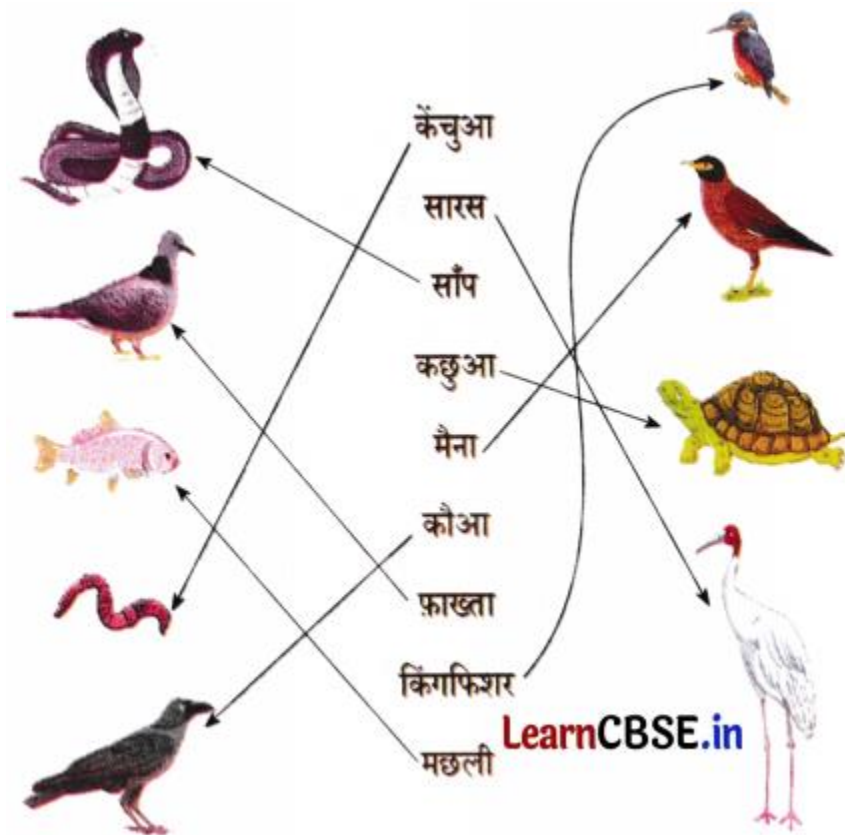 केंचुआ
सारस
साँप
कछुआ
मैना
कौआ
फ़ाख्ता
किंगफिशर
LearnCBSE.in
मछली